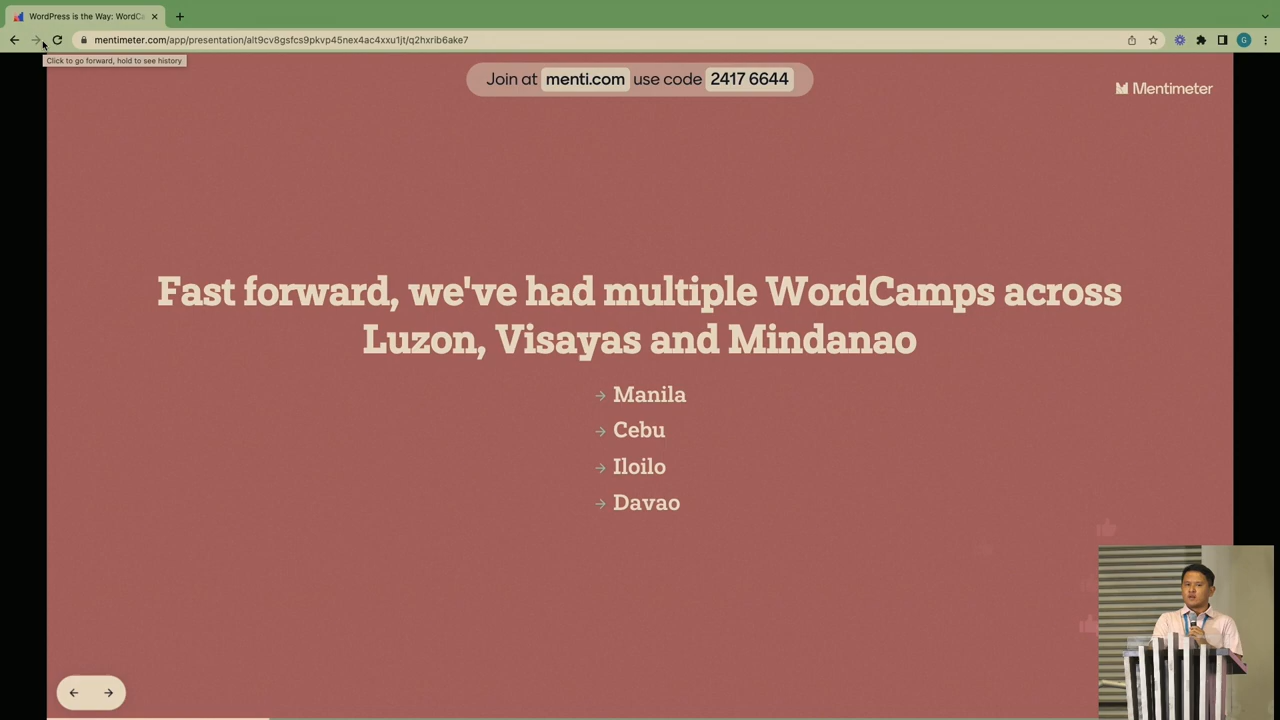 WordPress is the Way: WordCa
mentimeter.com/app/presentation/alt9cv8gsfcs9pkvp45nex4ac4xxu1jt/q2hxrib6ake7
G
Click to go forward, hold to see history
Join at menti.com use code 2417 6644
Mentimeter
Fast forward, we've had multiple WordCamps across
Luzon, Visayas and Mindanao
→ Manila
→ Cebu
→ Iloilo
→ Davao